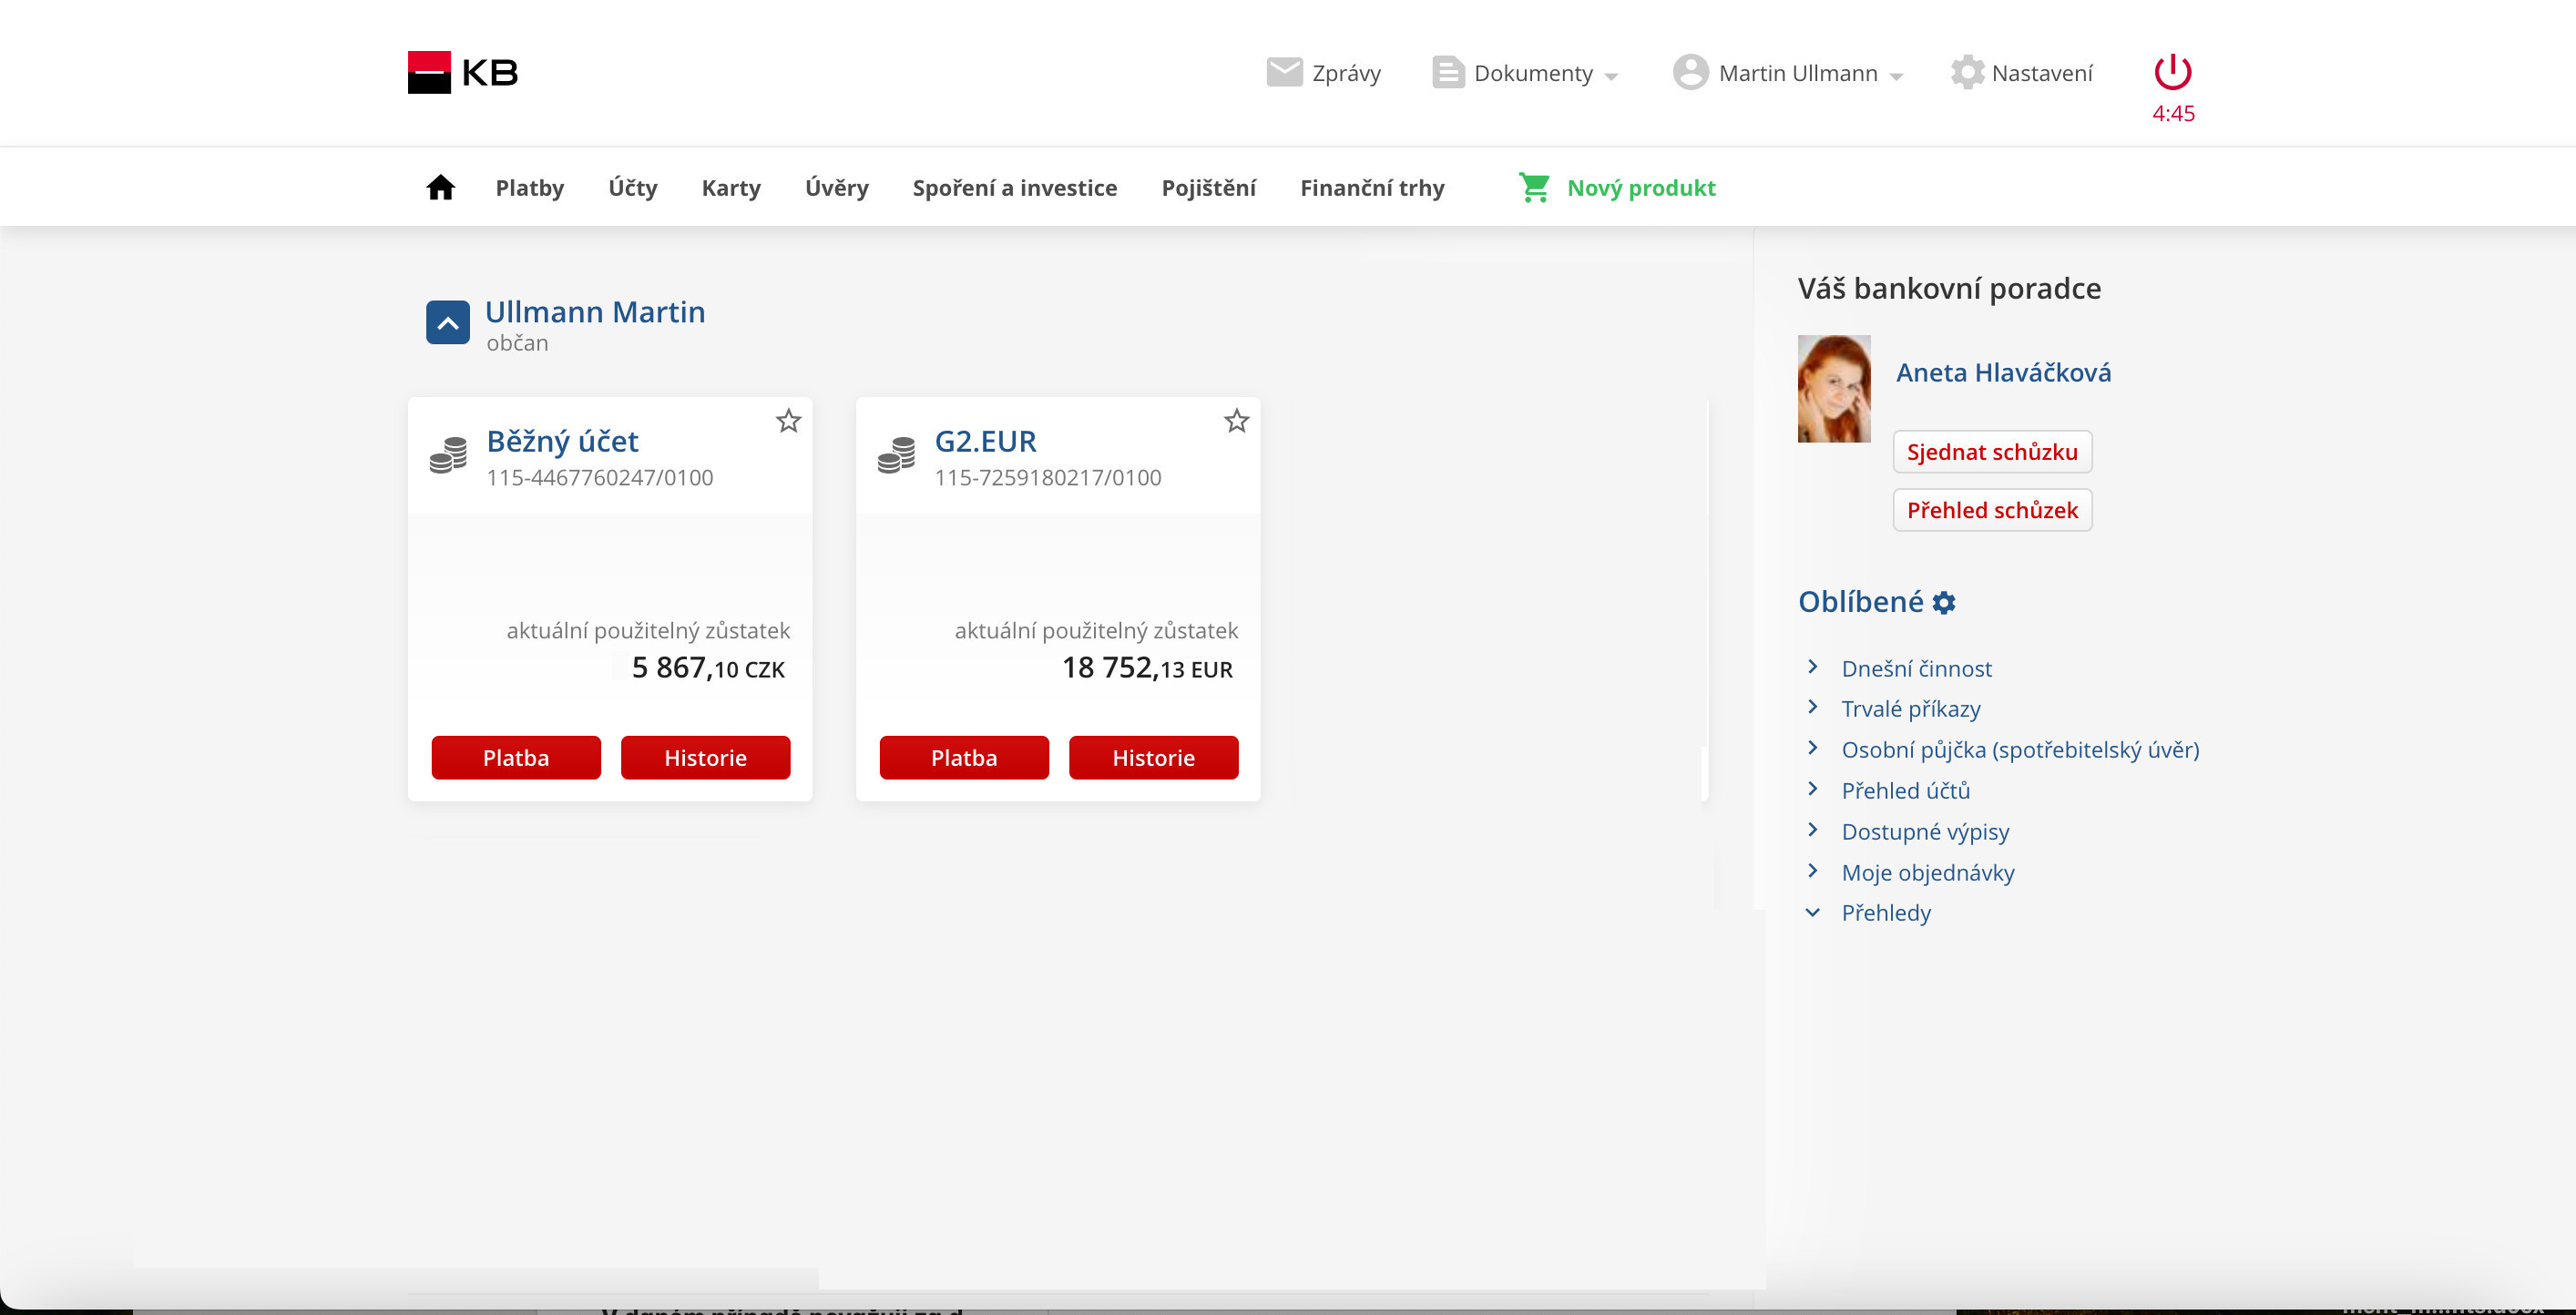 KB
Zprávy
Dokumenty
Martin Ullmann
Nastavení
4:45
Platby
Účty
Karty
Úvěry
Spoření a investice
Pojištění
Finanční trhy
Nový produkt
Ullmann Martin
občan
Běžný účet
115-4467760247/0100
aktuální použitelný zůstatek
5 867,10 CZK
Platba
Historie
G2.EUR
115-7259180217/0100
aktuální použitelný zůstatek
18 752,13 EUR
Platba
Historie
Váš bankovní poradce
Aneta Hlaváčková
Sjednat schůzku
Přehled schůzek
Oblíbené
Dnešní činnost
Trvalé příkazy
Osobní půjčka (spotřebitelský úvěr)
Přehled účtů
Dostupné výpisy
Moje objednávky
Přehledy